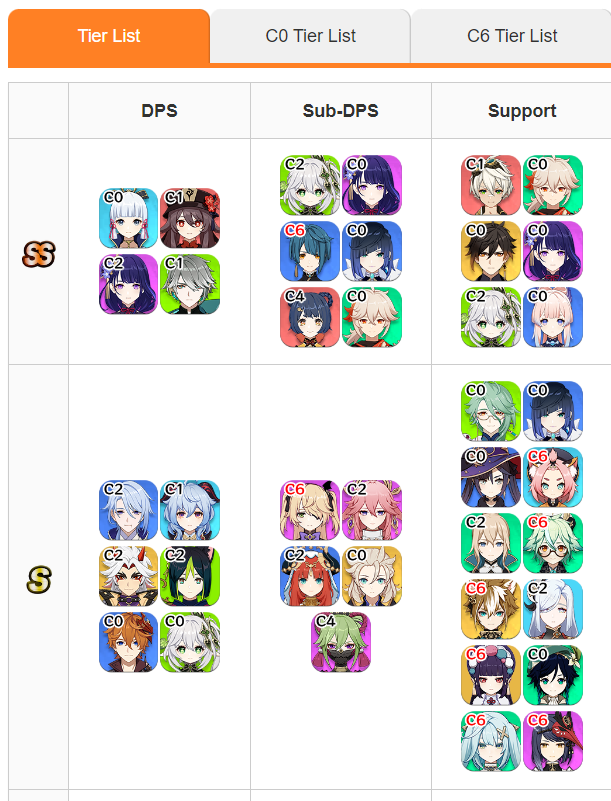 Tier List C0 Tier List C6 Tier List
DPS Sub-DPS Support
C2 C0 C1 C0
C0 C1
SS C6 C0 C0 C0
C2 C1
C4 C0 C2 C0
C0 C0
C0 C6
C2 C1 C6 C2 C2 C6
S C2 C2 C2 C0 C6 C2
C0 C0 C4 C6 C0
C6 C6